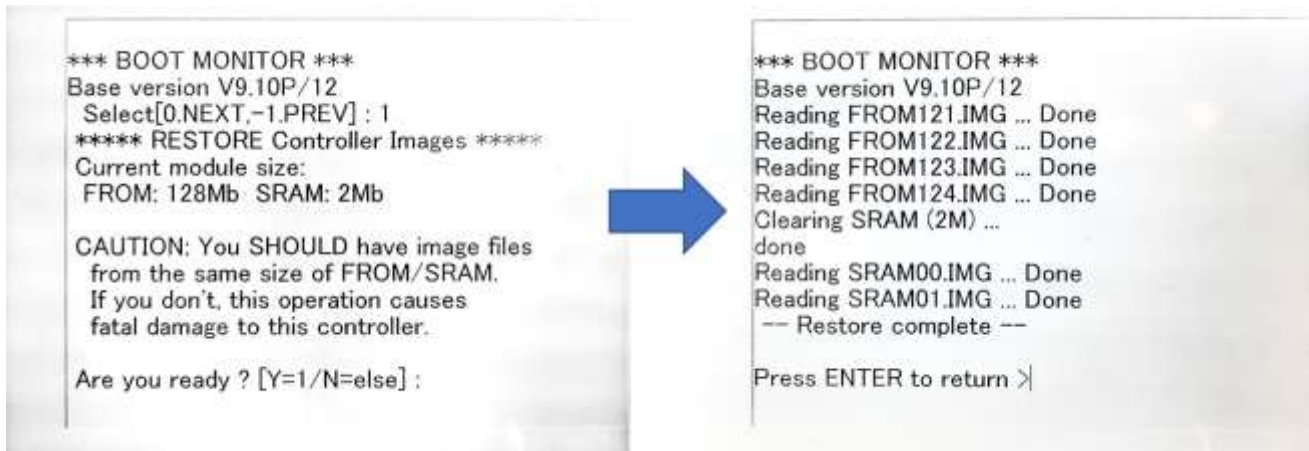 *** BOOT MONITOR ***
Base version V9.10P/12
Select[0.NEXT,-1.PREV] : 1
***** RESTORE Controller Images *****
Current module size:
FROM: 128Mb SRAM: 2Mb
CAUTION: You SHOULD have image files
from the same size of FROM/SRAM.
If you don't, this operation causes
fatal damage to this controller.
Are you ready ? [Y=1/N=else] :
*** BOOT MONITOR ***
Base version V9.10P/12
Reading FROM121.IMG ... Done
Reading FROM122.IMG ... Done
Reading FROM123.IMG ... Done
Reading FROM124.IMG ... Done
Clearing SRAM (2M) ...
done
Reading SRAM00.IMG ... Done
Reading SRAM01.IMG ... Done
-- Restore complete --
Press ENTER to return >